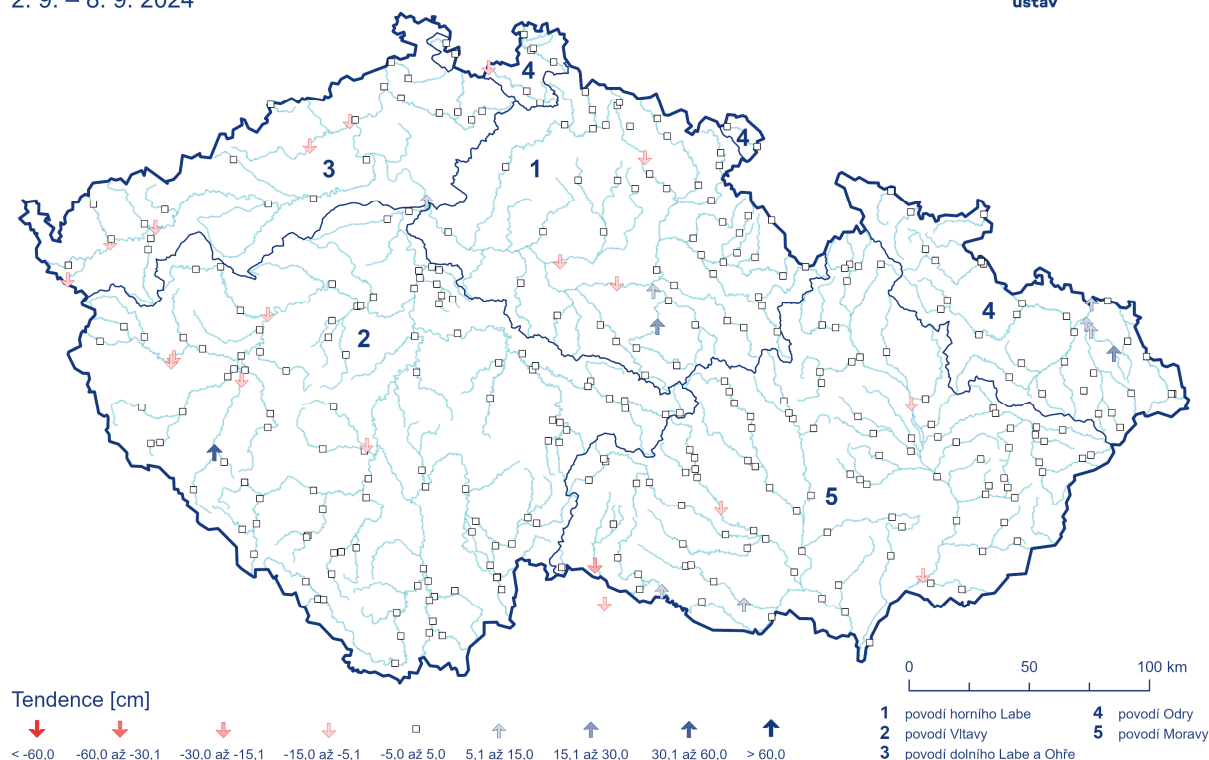 2. 9. – 8. 9. 2024
ústav
4
4
3
1
4
2
5
0 50 100 km
Tendence [cm]
< -60,0 -60,0 až -30,1 -30,0 až -15,1 -15,0 až -5,1 -5,0 až 5,0 5,1 až 15,0 15,1 až 30,0 30,1 až 60,0 > 60,0
1 povodí horního Labe
2 povodí Vltavy
3 povodí dolního Labe a Ohře
4 povodí Odry
5 povodí Moravy